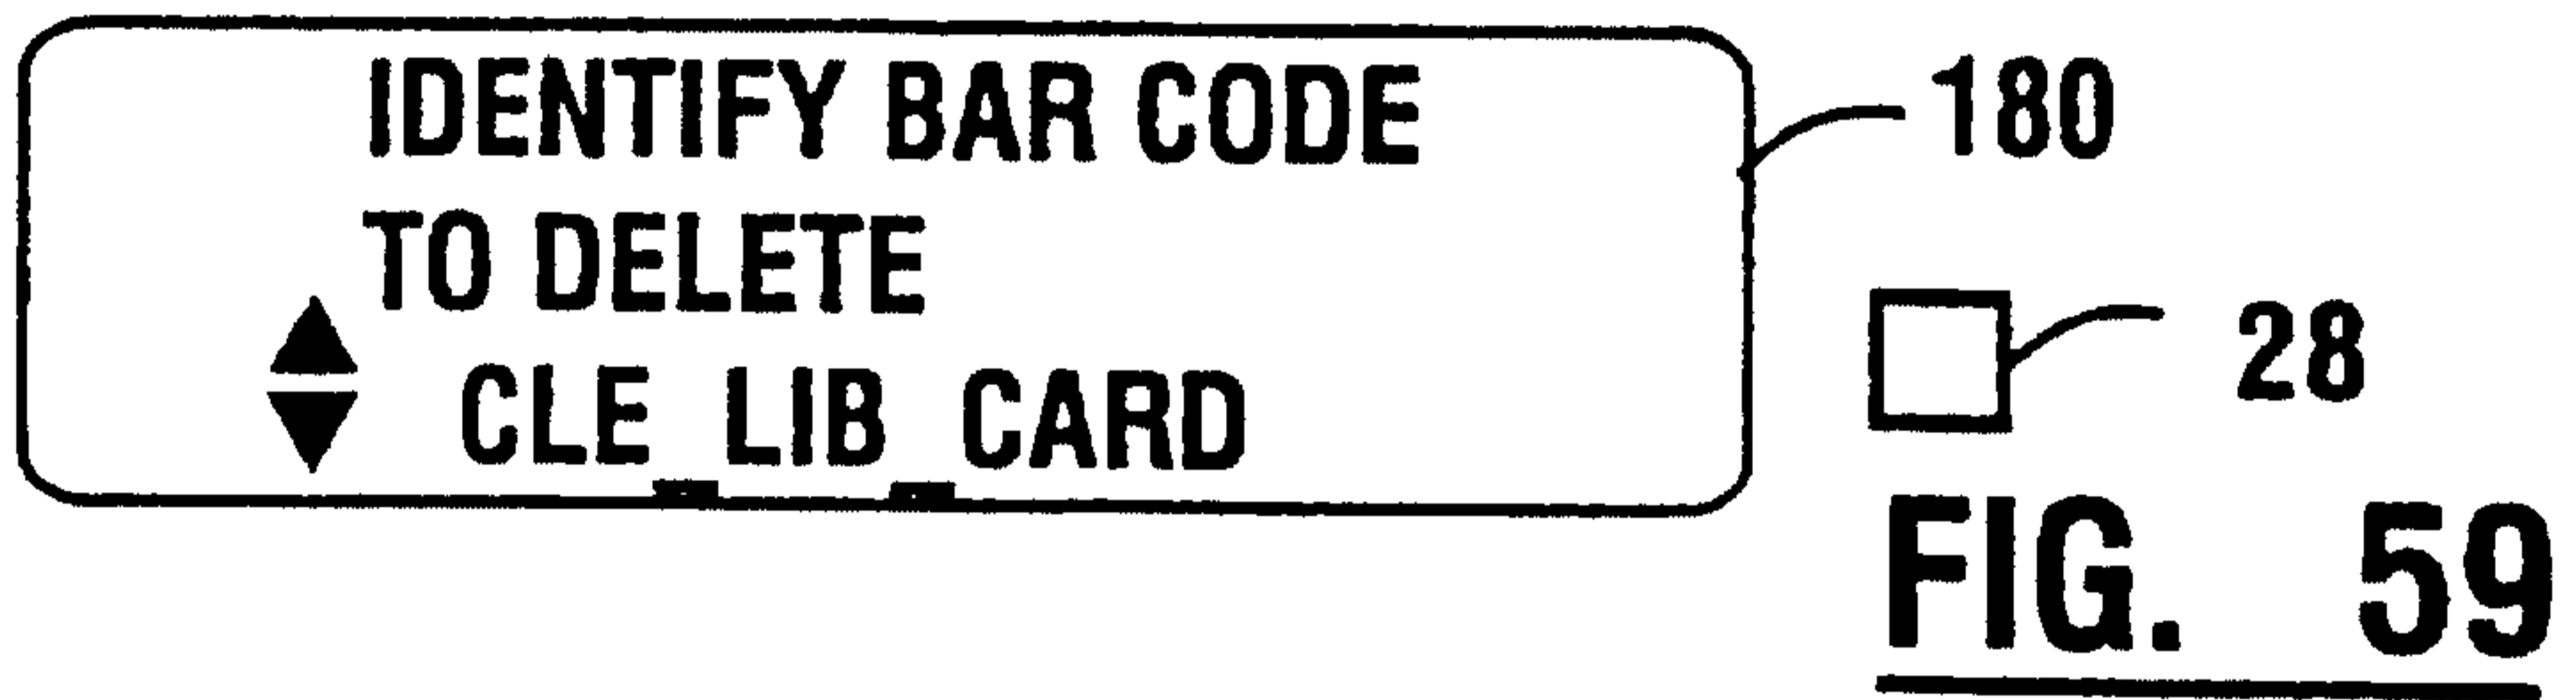 IDENTIFY BAR CODE
TO DELETE
CLE_LIB_CARD
180
28
FIG. 59